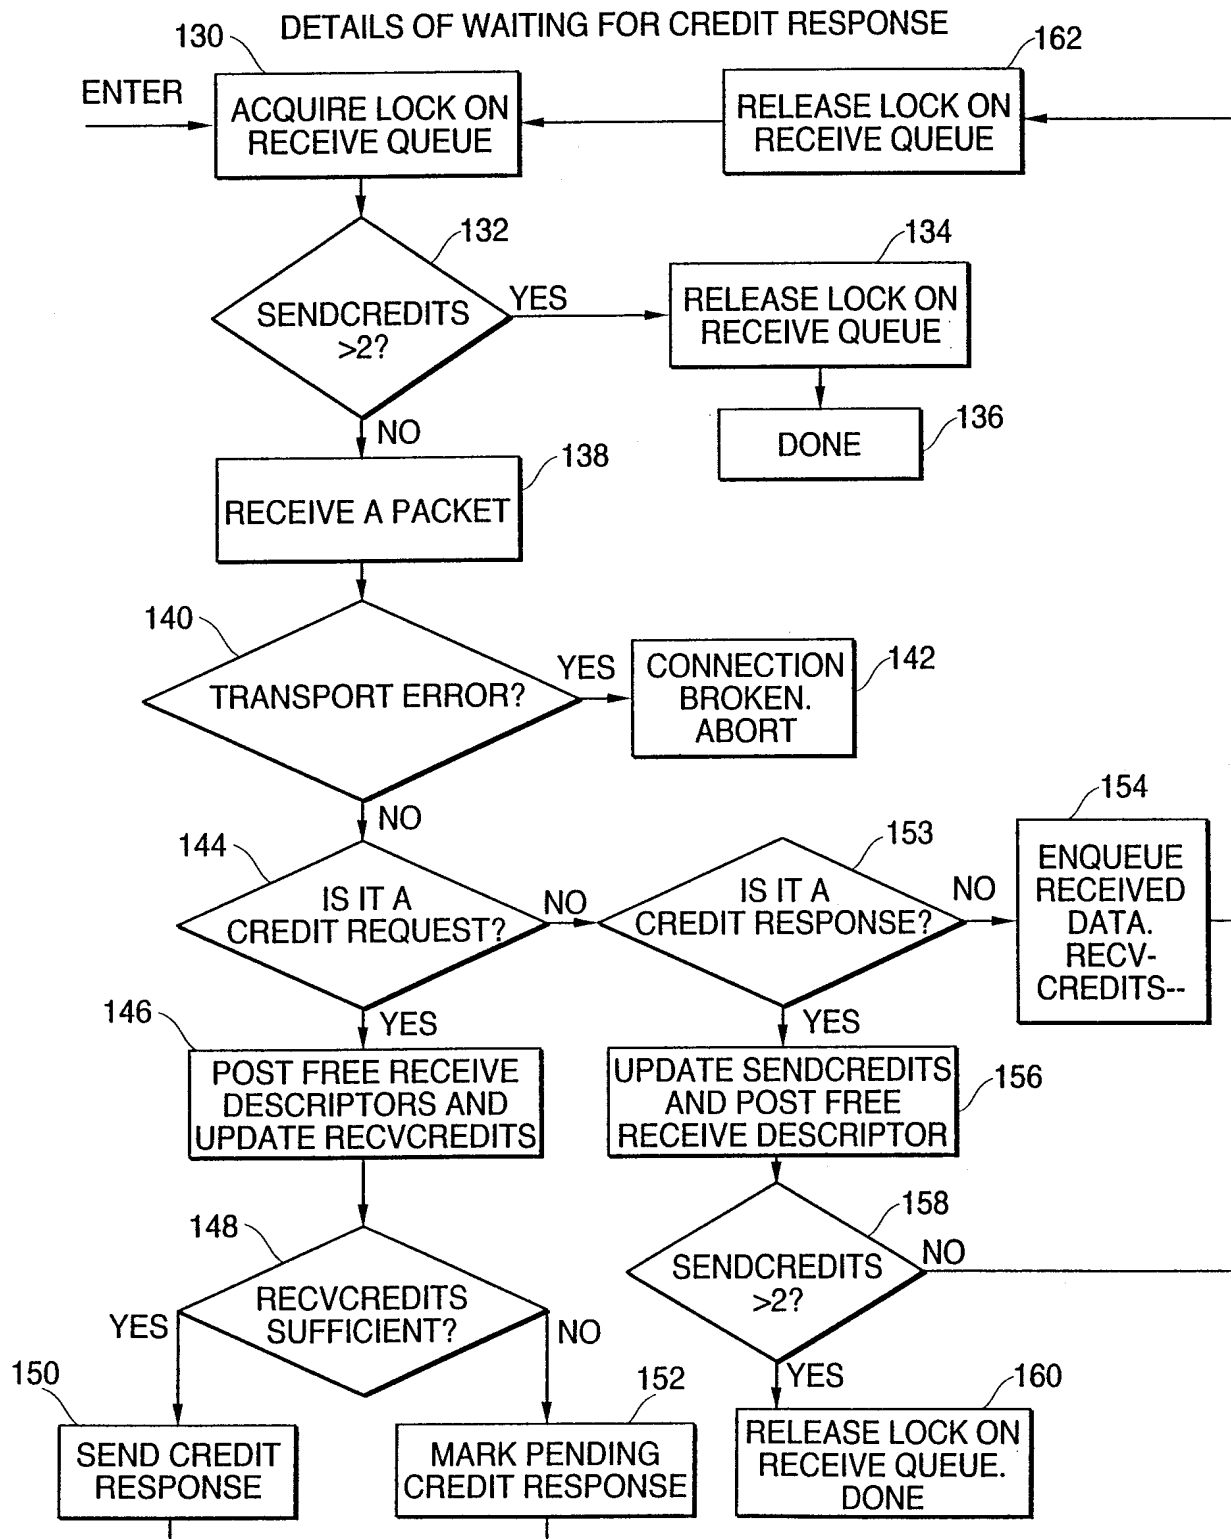 DETAILS OF WAITING FOR CREDIT RESPONSE
130
162
ENTER
ACQUIRE LOCK ON
RECEIVE QUEUE
RELEASE LOCK ON
RECEIVE QUEUE
132
134
SENDCREDITS
>2?
YES
RELEASE LOCK ON
RECEIVE QUEUE
NO
DONE
136
138
RECEIVE A PACKET
140
TRANSPORT ERROR?
YES
CONNECTION
BROKEN.
ABORT
142
NO
144
IS IT A
CREDIT REQUEST?
NO
153
IS IT A
CREDIT RESPONSE?
NO
154
ENQUEUE
RECEIVED
DATA.
RECV-
CREDITS--
146
YES
POST FREE RECEIVE
DESCRIPTORS AND
UPDATE RECVCREDITS
YES
UPDATE SENDCREDITS
AND POST FREE
RECEIVE DESCRIPTOR
156
148
RECVCREDITS
SUFFICIENT?
YES
NO
158
SENDCREDITS
>2?
NO
YES
150
SEND CREDIT
RESPONSE
152
MARK PENDING
CREDIT RESPONSE
160
RELEASE LOCK ON
RECEIVE QUEUE.
DONE